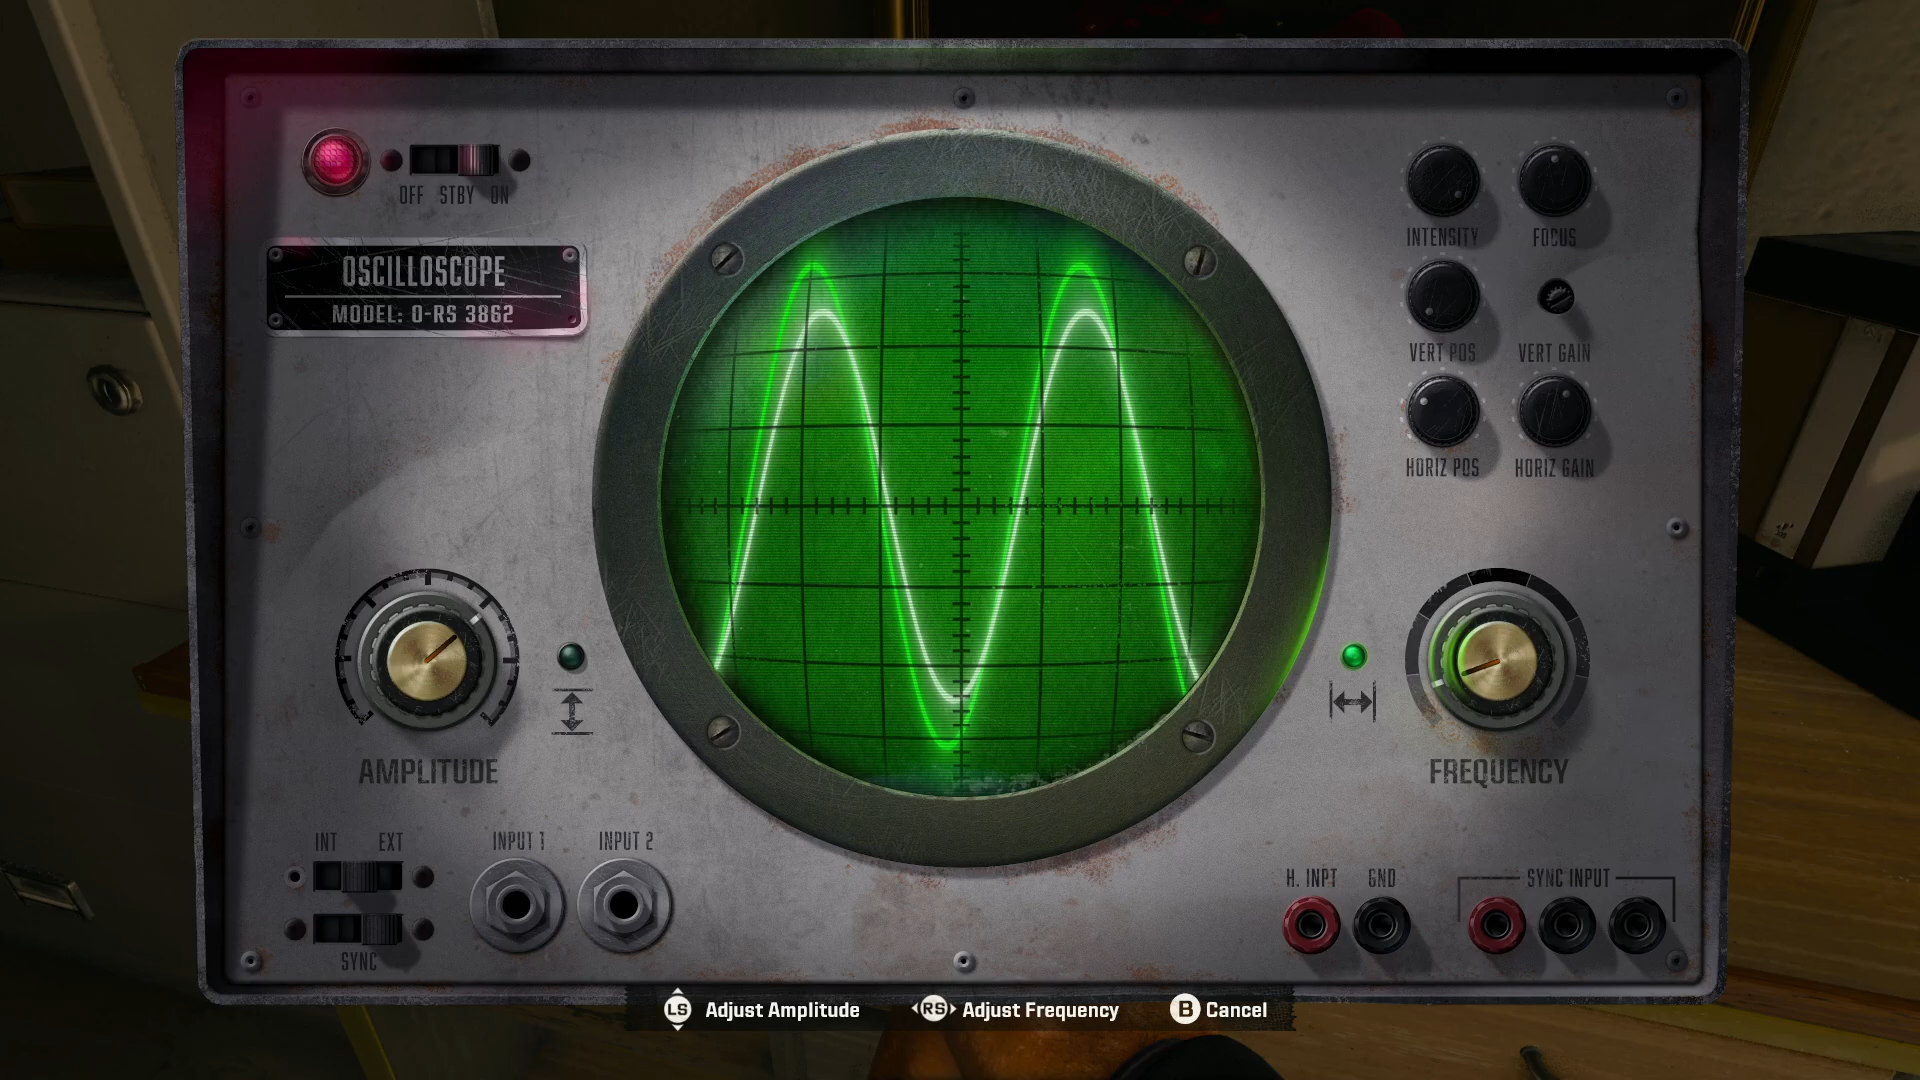 OFF STBY ON
OSCILLOSCOPE
MODEL: O-RS 3862
INTENSITY FOCUS
VERT POS VERT GAIN
HORIZ POS HORIZ GAIN
AMPLITUDE
FREQUENCY
INT EXT
INPUT 1 INPUT 2
SYNC
H. INPT GND
SYNC INPUT
LS Adjust Amplitude RS Adjust Frequency B Cancel